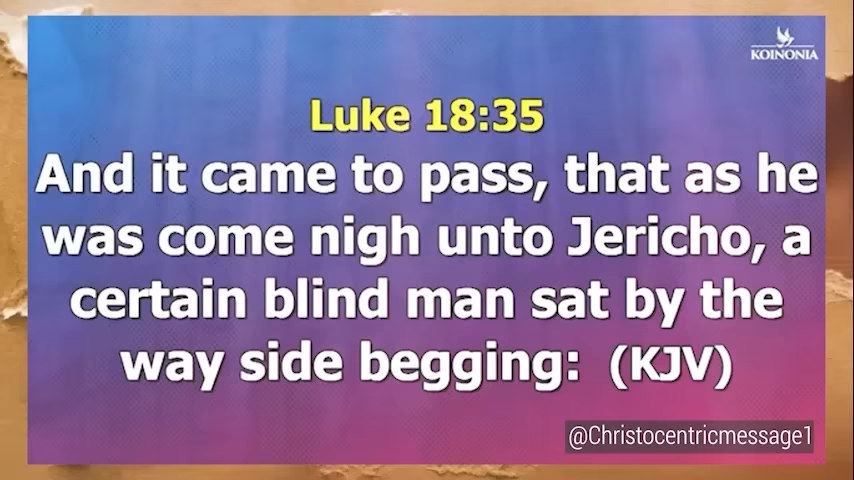 KOINONIA
Luke 18:35
And it came to pass, that as he
was come nigh unto Jericho, a
certain blind man sat by the
way side begging: (KJV)
@Christocentricmessage1